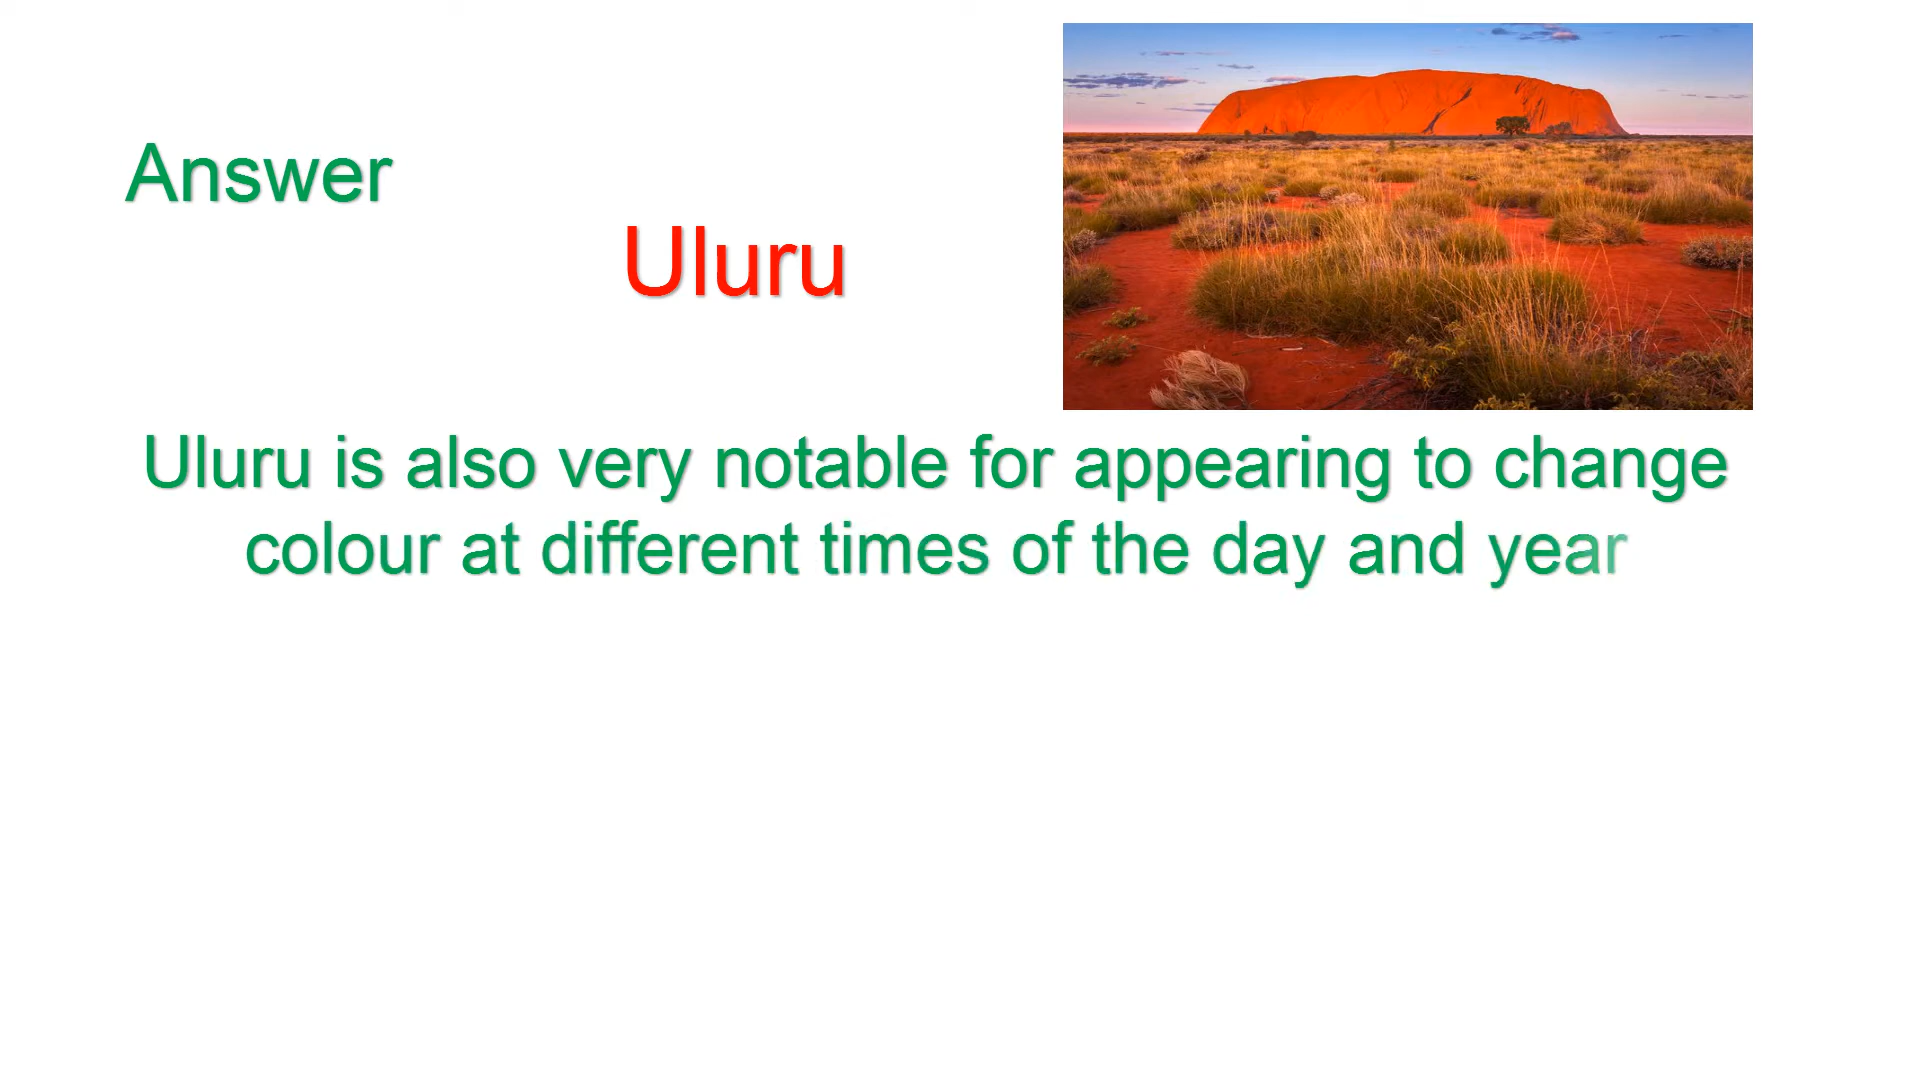 Answer
Uluru
Uluru is also very notable for appearing to change
colour at different times of the day and year